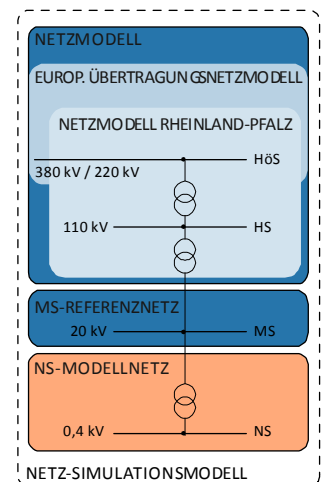 NETZMODELL
EUROP. ÜBERTRAGUNGSNETZMODELL
NETZMODELL RHEINLAND-PFALZ
HöS
380 kV / 220 kV
110 kV HS
MS-REFERENZNETZ
20 kV MS
NS-MODELLNETZ
0,4 kV NS
NETZ-SIMULATIONSMODELL